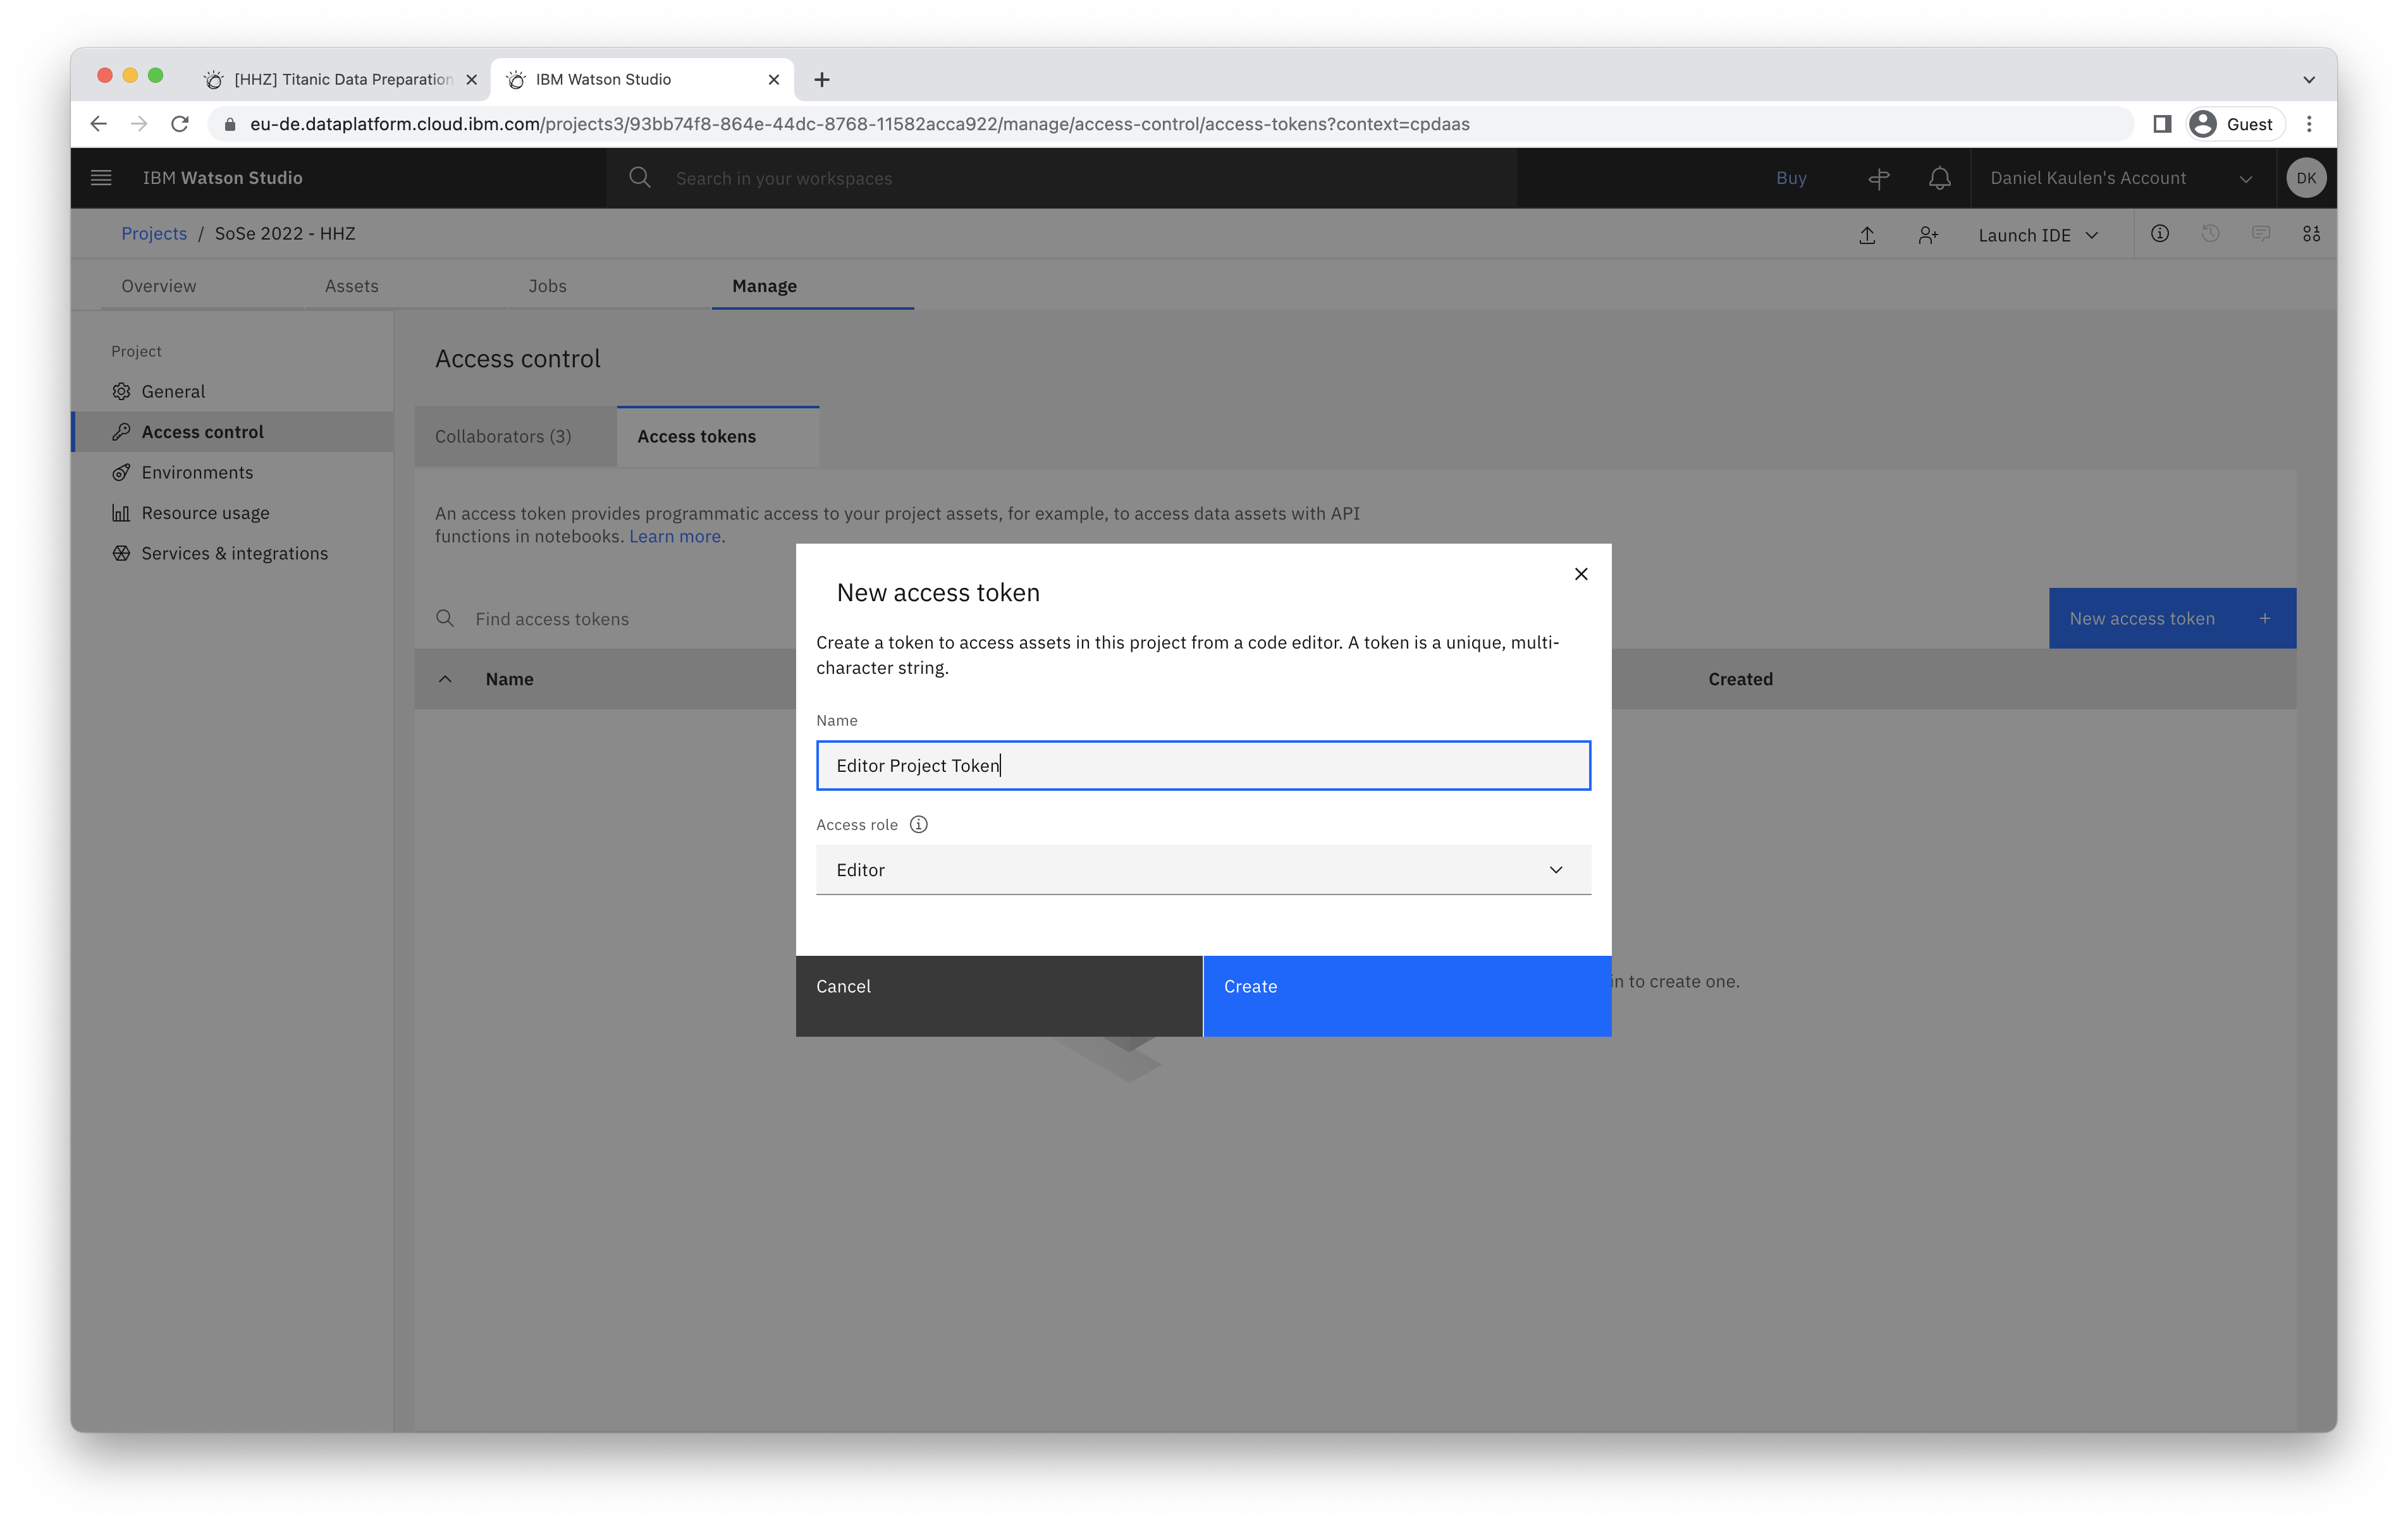 [HHZ] Titanic Data Preparation
IBM Watson Studio
eu-de.dataplatform.cloud.ibm.com/projects3/93bb74f8-864e-44dc-8768-11582acca922/manage/access-control/access-tokens?context=cpdaas
Guest
IBM Watson Studio
Search in your workspaces
Buy
Daniel Kaulen's Account
DK
Projects / SoSe 2022 - HHZ
Launch IDE
Overview
Assets
Jobs
Manage
Project
General
Access control
Environments
Resource usage
Services & integrations
Access control
Collaborators (3)
Access tokens
An access token provides programmatic access to your project assets, for example, to access data assets with API
functions in notebooks. Learn more.
Find access tokens
New access token +
Name
Created
New access token
Create a token to access assets in this project from a code editor. A token is a unique, multi-
character string.
Name
Editor Project Token
Access role
Editor
Cancel
Create
in to create one.